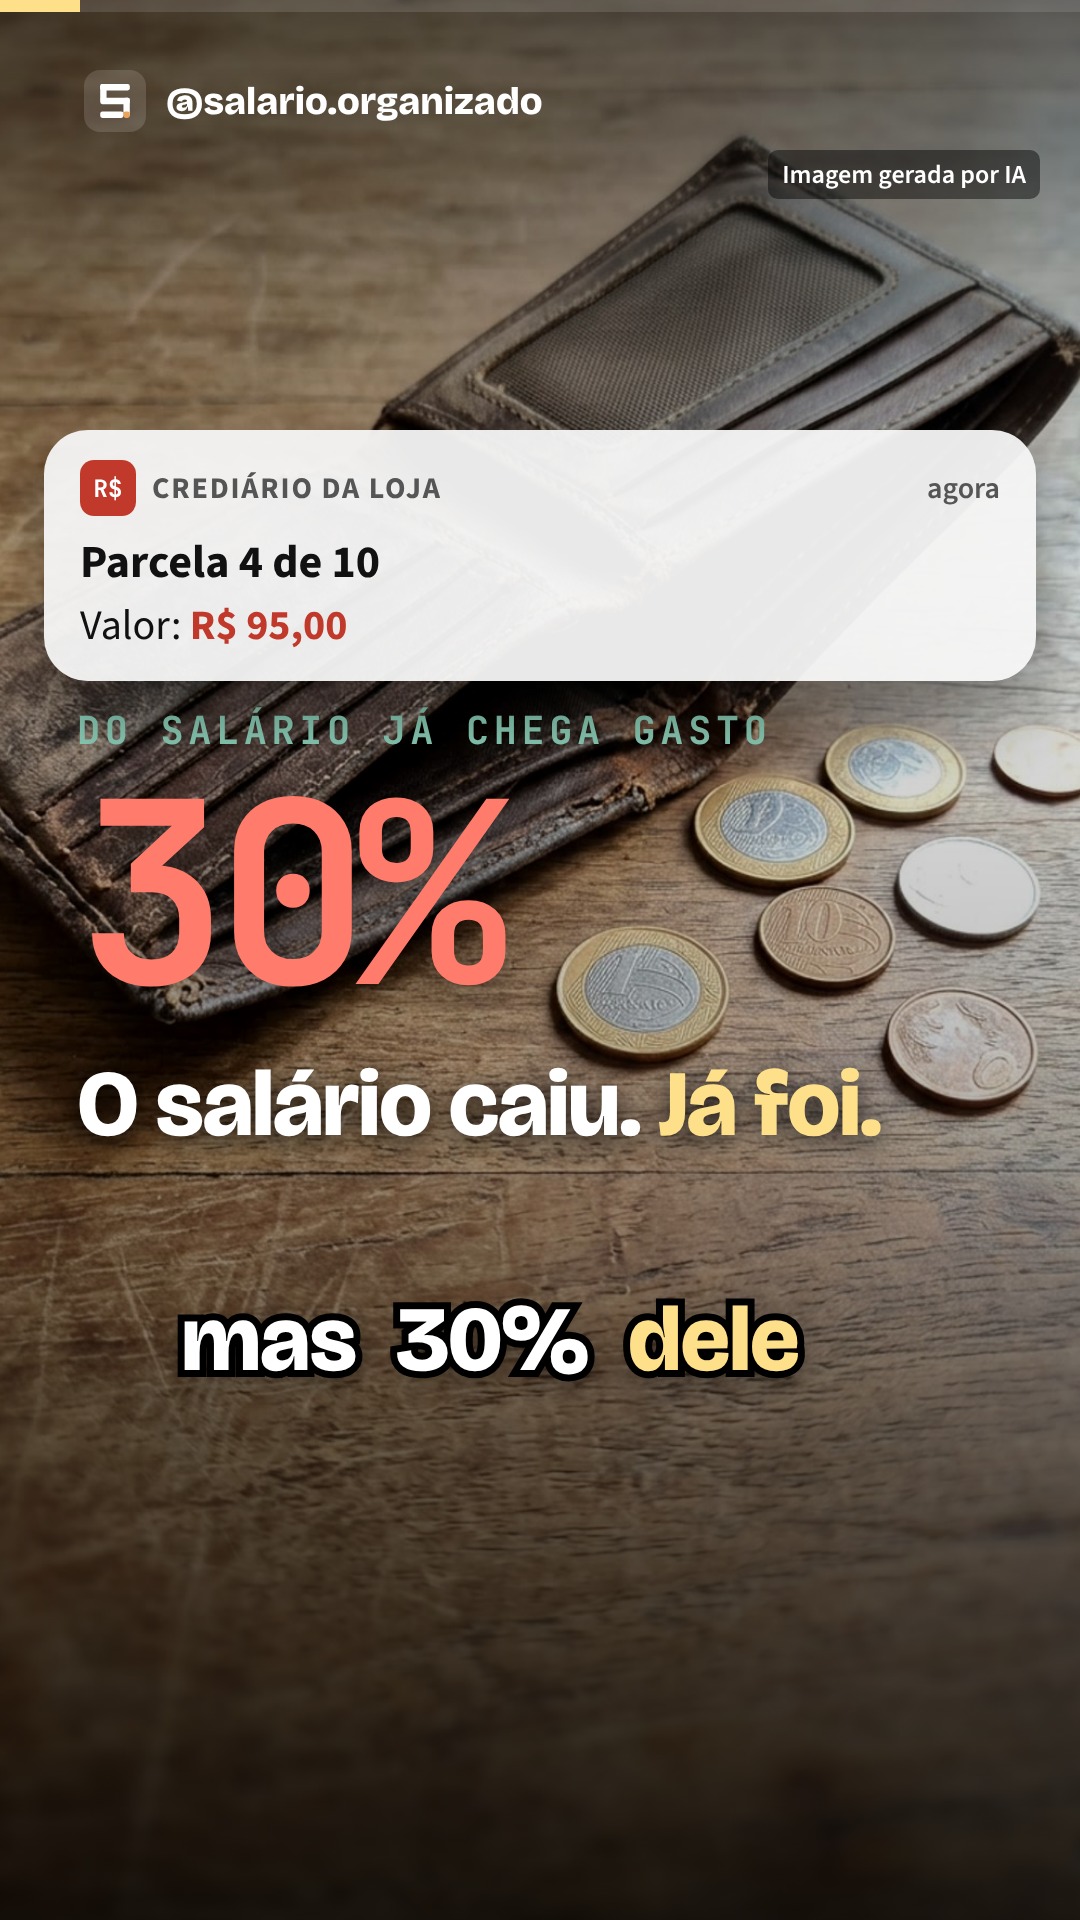 @salario.organizado
Imagem gerada por IA
R$ CREDIÁRIO DA LOJA agora
Parcela 4 de 10
Valor: R$ 95,00
DO SALÁRIO JÁ CHEGA GASTO
30%
O salário caiu. Já foi.
mas 30% dele